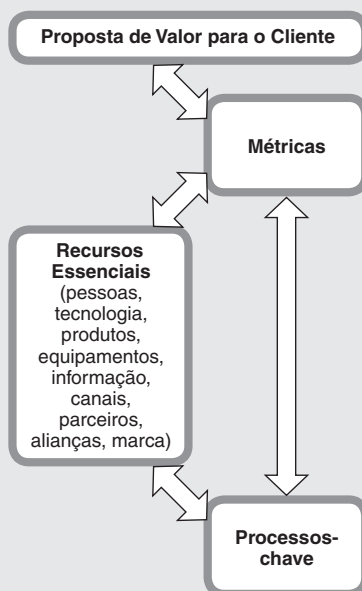 Proposta de Valor para o Cliente
Métricas
Recursos
Essenciais
(pessoas,
tecnologia,
produtos,
equipamentos,
informação,
canais,
parceiros,
alianças, marca)
Processos-
chave